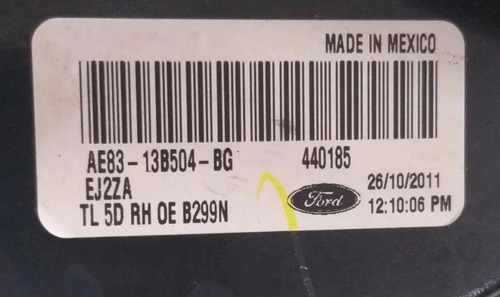 MADE IN MEXICO
AE83-13B504-BG 440185
EJ2ZA 26/10/2011
TL 5D RH OE B299N Ford 12:10:06 PM